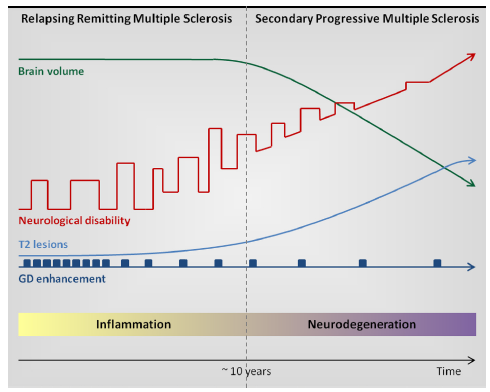 Relapsing Remitting Multiple Sclerosis
Secondary Progressive Multiple Sclerosis
Brain volume
Neurological disability
T2 lesions
GD enhancement
Inflammation
Neurodegeneration
~ 10 years
Time